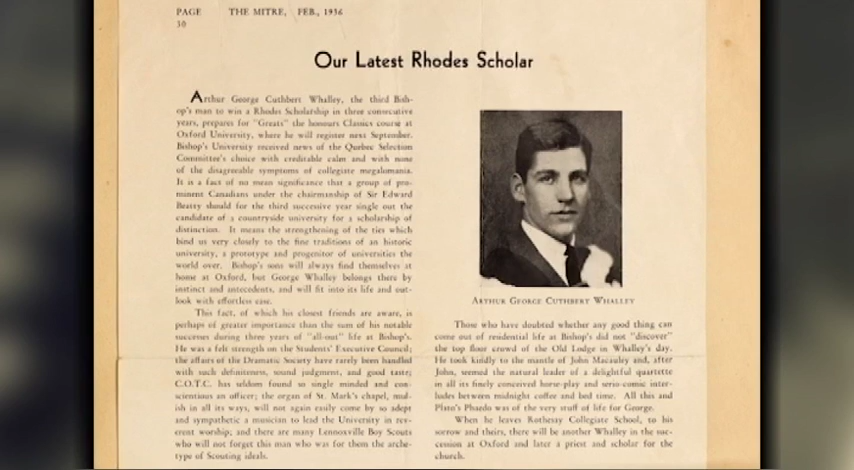 PAGE THE MITRE, FEB., 1936
30
Our Latest Rhodes Scholar
Arthur George Cuthbert Whalley, the third Bish-
op's man to win a Rhodes Scholarship in three consecutive
years, prepares for "Greats" the honours Classics course at
Oxford University, where he will register next September.
Bishop's University received news of the Quebec Selection
Committee's choice with creditable calm and with none
of the disagreeable symptoms of collegiate megalomania.
It is a fact of no mean significance that a group of pro-
minent Canadians under the chairmanship of Sir Edward
Beatty should for the third successive year single out the
candidate of a countryside university for a scholarship of
distinction. It means the strengthening of the ties which
bind us very closely to the fine traditions of an historic
university, a prototype and progenitor of universities the
world over. Bishop's sons will always find themselves at
home at Oxford, but George Whalley belongs there by
instinct and antecedents, and will fit into its life and out-
look with effortless ease.
This fact, of which his closest friends are aware, is
perhaps of greater importance than the sum of his notable
successes during three years of "all-out" life at Bishop's.
He was a felt strength on the Students' Executive Council;
the affairs of the Dramatic Society have rarely been handled
with such definiteness, sound judgment, and good taste;
C.O.T.C. has seldom found so single minded and con-
scientious an officer; the organ of St. Mark's chapel, mul-
ish in all its ways, will not again easily come by so adept
and sympathetic a musician to lead the University in rev-
erent worship; and there are many Lennoxville Boy Scouts
who will not forget this man who was for them the arche-
type of Scouting ideals.
Arthur George Cuthbert Whalley
Those who have doubted whether any good thing can
come out of residential life at Bishop's did not "discover"
the top floor crowd of the Old Lodge in Whalley's day.
He took kindly to the mantle of John Macauley and, after
John, seemed the natural leader of a delightful quartette
in all its finely conceived horse-play and serio-comic inter-
ludes between midnight coffee and bed time. All this and
Plato's Phaedo was of the very stuff of life for George.
When he leaves Rothesay Collegiate School, to his
sorrow and theirs, there will be another Whalley in the suc-
cession at Oxford and later a priest and scholar for the
church.